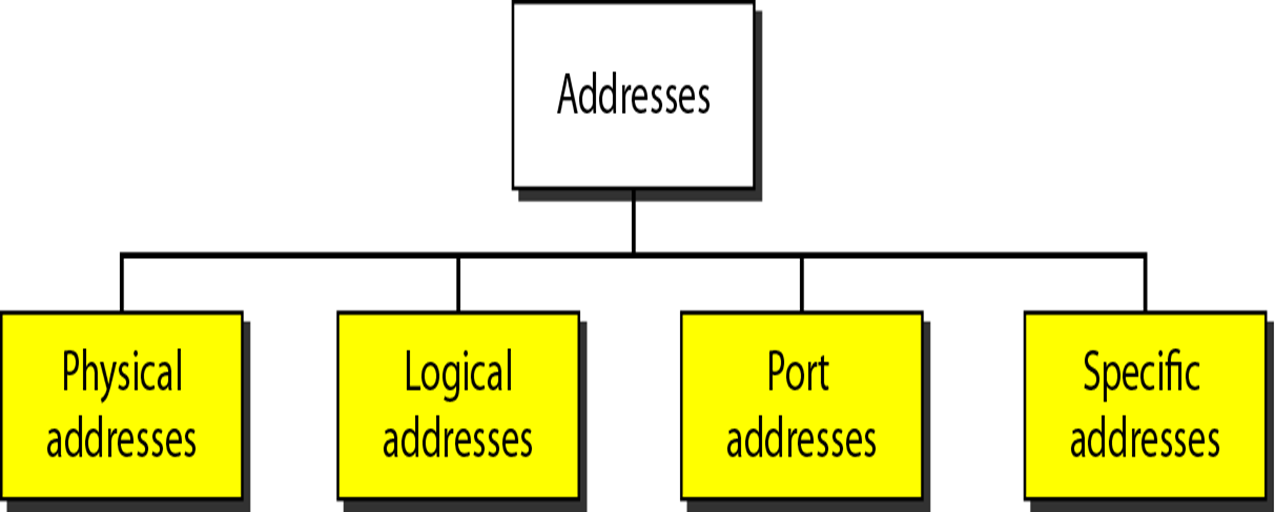 Addresses
Physical
addresses
Logical
addresses
Port
addresses
Specific
addresses